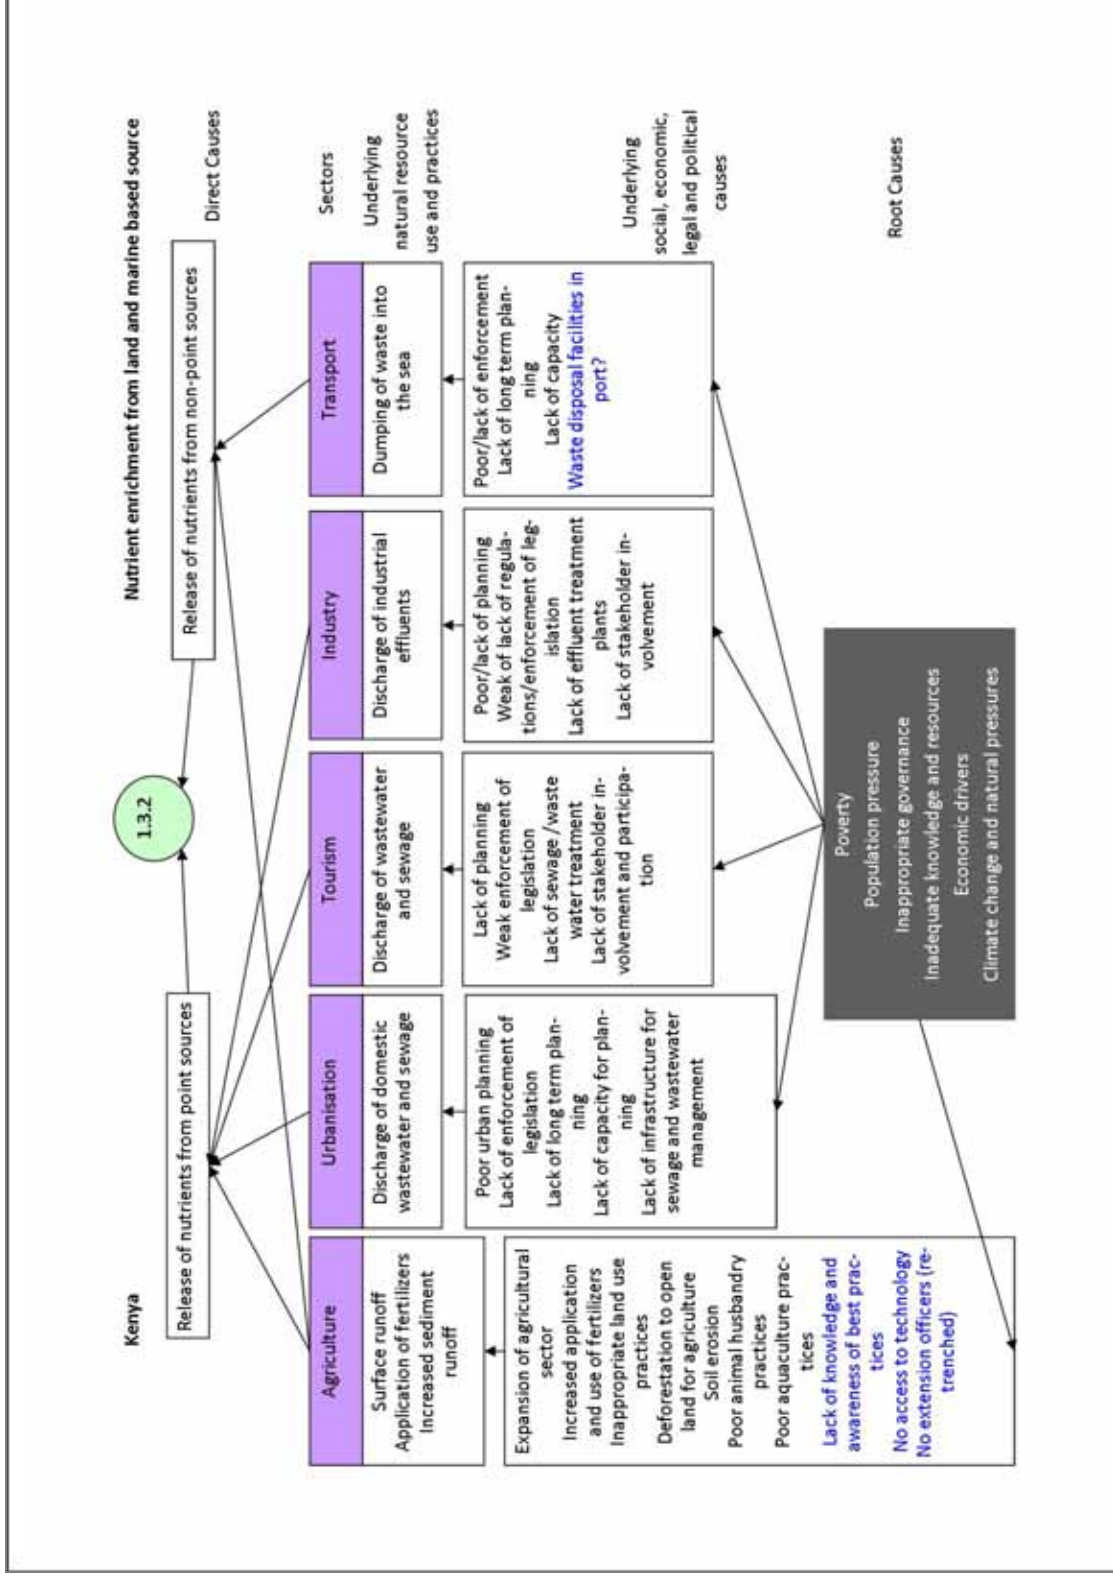 Kenya
Nutrient enrichment from land and marine based source
1.3.2
Direct Causes
Release of nutrients from point sources
Release of nutrients from non-point sources
Sectors
Agriculture
Urbanisation
Tourism
Industry
Transport
Underlying
natural resource
use and practices
Surface runoff
Application of fertilizers
Increased sediment
runoff
Discharge of domestic
wastewater and sewage
Discharge of wastewater
and sewage
Discharge of industrial
effluents
Dumping of waste into
the sea
Underlying
social, economic,
legal and political
causes
Expansion of agricultural
sector
Increased application
and use of fertilizers
Inappropriate land use
practices
Deforestation to open
land for agriculture
Soil erosion
Poor animal husbandry
practices
Poor aquaculture prac-
tices
Lack of knowledge and
awareness of best prac-
tices
No access to technology
No extension officers (re-
trenched)
Poor urban planning
Lack of enforcement of
legislation
Lack of long term plan-
ning
Lack of capacity for plan-
ning
Lack of infrastructure for
sewage and wastewater
management
Lack of planning
Weak enforcement of
legislation
Lack of sewage /waste
water treatment
Lack of stakeholder in-
volvement and participa-
tion
Poor/lack of planning
Weak of lack of regula-
tions/enforcement of leg-
islation
Lack of effluent treatment
plants
Lack of stakeholder in-
volvement
Poor/lack of enforcement
Lack of long term plan-
ning
Lack of capacity
Waste disposal facilities in
port?
Root Causes
Poverty
Population pressure
Inappropriate governance
Inadequate knowledge and resources
Economic drivers
Climate change and natural pressures